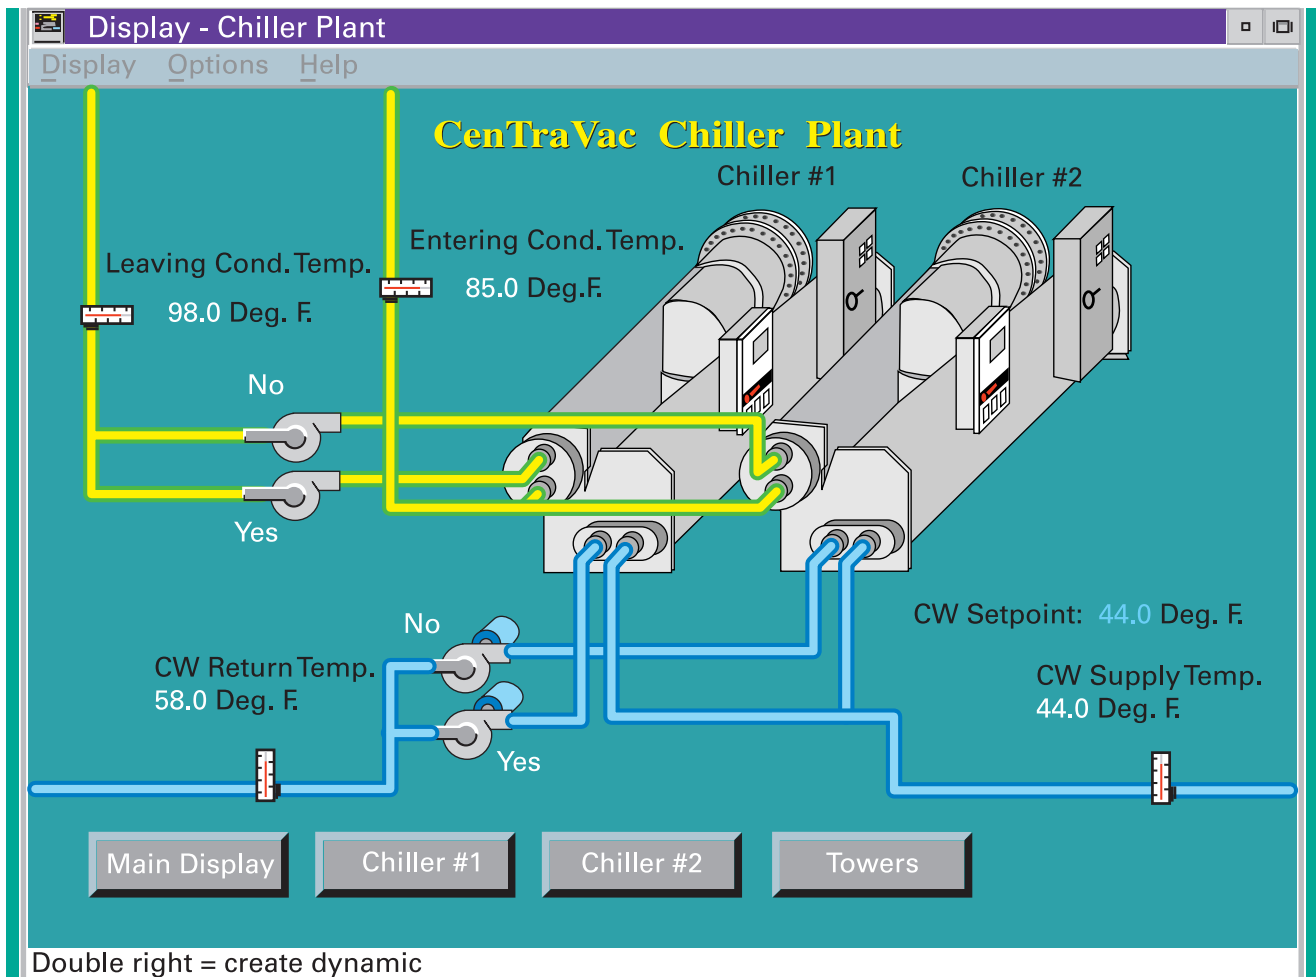 Display - Chiller Plant
Display Options Help
CenTraVac Chiller Plant
Chiller #1
Chiller #2
Entering Cond. Temp.
85.0 Deg.F.
Leaving Cond. Temp.
98.0 Deg. F.
No
Yes
No
CW Setpoint: 44.0 Deg. F.
CW Return Temp.
58.0 Deg. F.
CW Supply Temp.
44.0 Deg. F.
Yes
Main Display
Chiller #1
Chiller #2
Towers
Double right = create dynamic